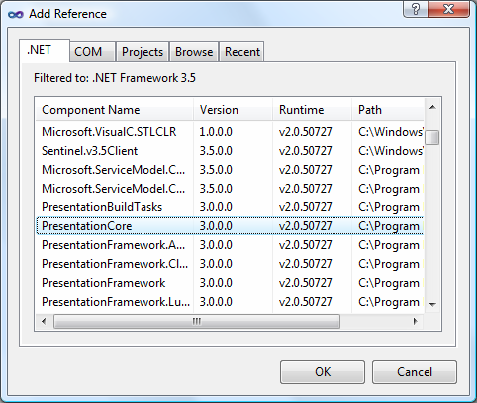 Add Reference
.NET COM Projects Browse Recent
Filtered to: .NET Framework 3.5
Component Name Version Runtime Path
Microsoft.VisualC.STLCLR 1.0.0.0 v2.0.50727 C:\Windows\
Sentinel.v3.5Client 3.5.0.0 v2.0.50727 C:\Windows\
Microsoft.ServiceModel.C... 3.5.0.0 v2.0.50727 C:\Program
Microsoft.ServiceModel.C... 3.5.0.0 v2.0.50727 C:\Program
PresentationBuildTasks 3.0.0.0 v2.0.50727 C:\Program
PresentationCore 3.0.0.0 v2.0.50727 C:\Program
PresentationFramework.A... 3.0.0.0 v2.0.50727 C:\Program
PresentationFramework.Cl... 3.0.0.0 v2.0.50727 C:\Program
PresentationFramework 3.0.0.0 v2.0.50727 C:\Program
PresentationFramework.Lu... 3.0.0.0 v2.0.50727 C:\Program
OK Cancel